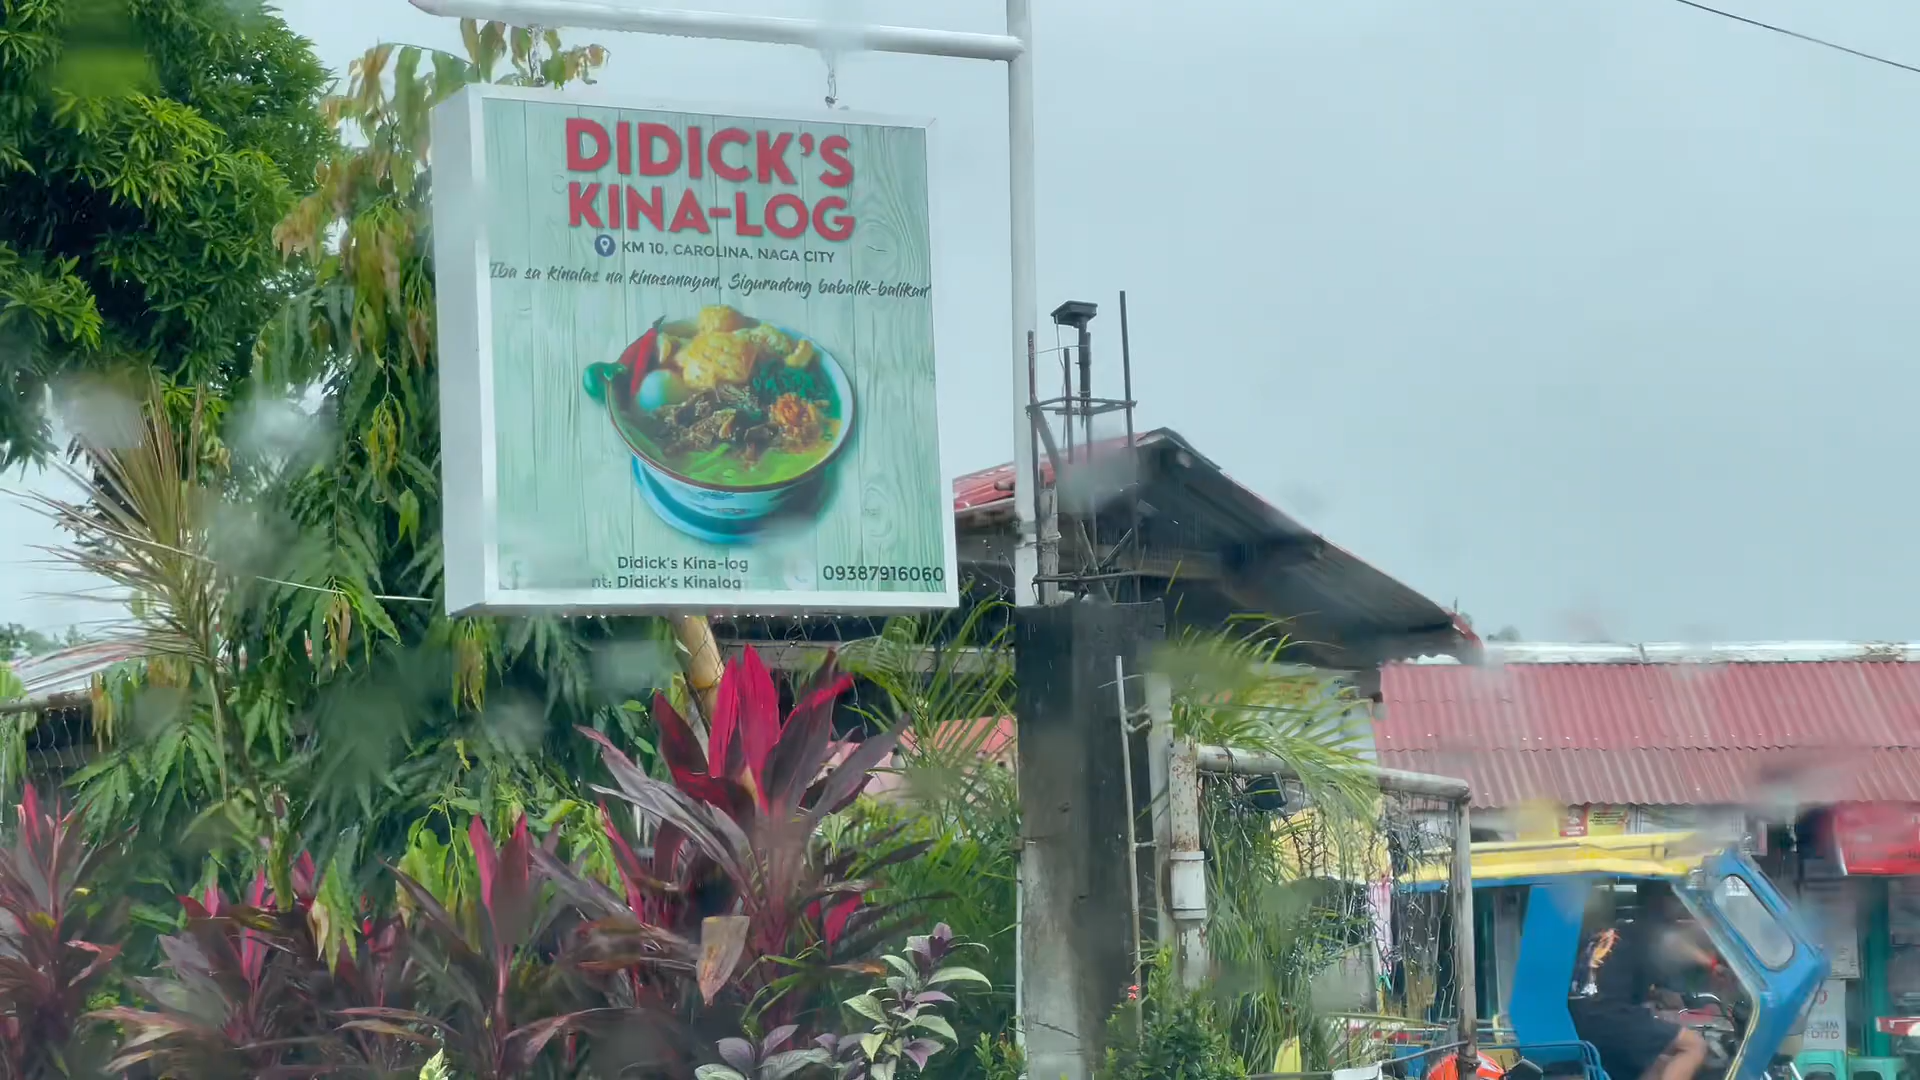 DIDICK'S
KINA-LOG
KM 10, CAROLINA, NAGA CITY
Iba sa kinalas na kinasanayan, Siguradong babalik-balikan
Didick's Kina-log
nt: Didick's Kinalog
09387916060
DITO